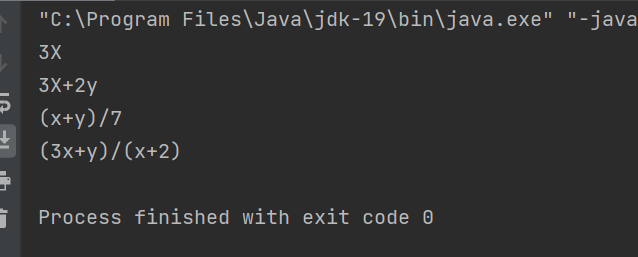 "C:\Program Files\Java\jdk-19\bin\java.exe" "-java
3X
3X+2y
(x+y)/7
(3x+y)/(x+2)
Process finished with exit code 0